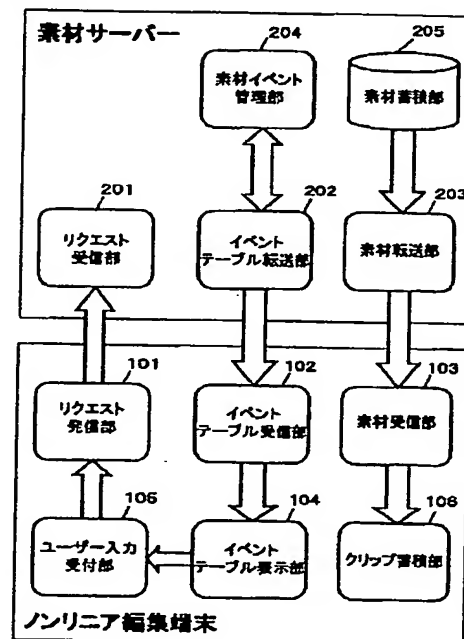 素材サーバー
204
素材イベント
管理部
205
素材蓄積部
201
リクエスト
受信部
202
イベント
テーブル転送部
203
素材転送部
101
リクエスト
発信部
102
イベント
テーブル受信部
103
素材受信部
105
ユーザー入力
受付部
104
イベント
テーブル表示部
106
クリップ蓄積部
ノンリニア編集端末